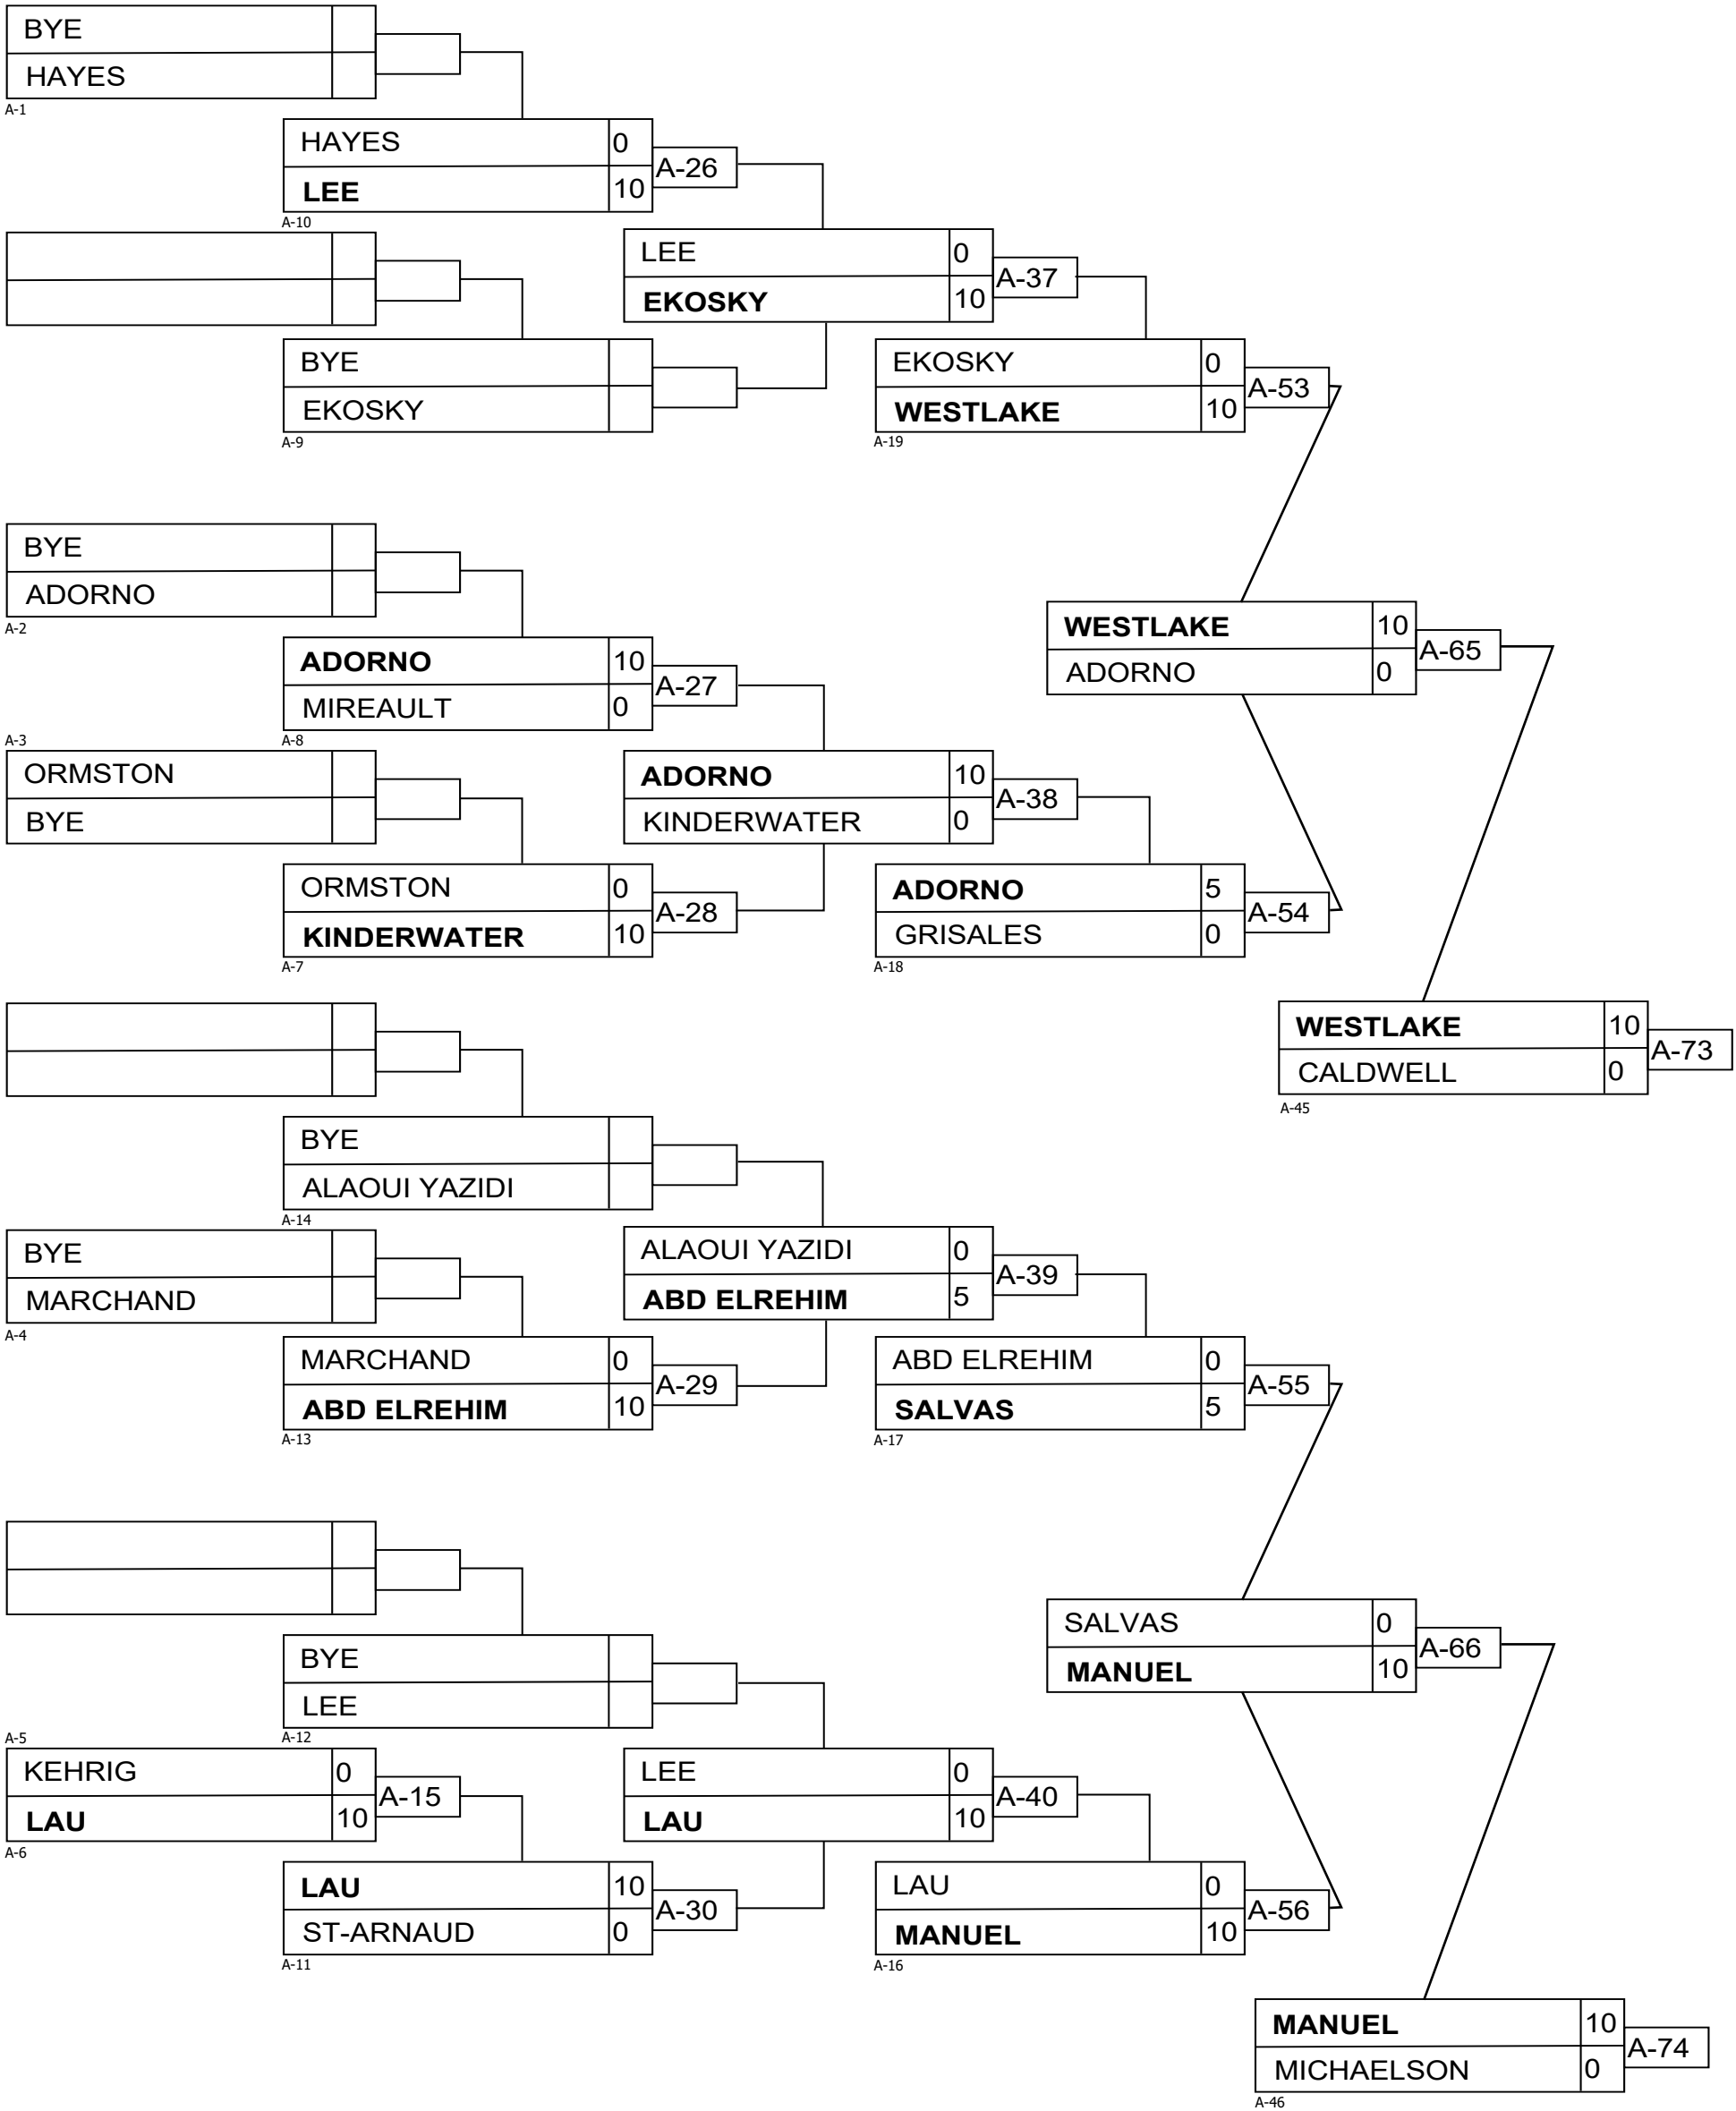 BYE
HAYES
A-1
HAYES 0
A-26
LEE 10
A-10
LEE 0
A-37
EKOSKY 10
BYE
EKOSKY
A-9
EKOSKY 0
A-53
WESTLAKE 10
A-19
BYE
ADORNO
A-2
WESTLAKE 10
A-65
ADORNO 0
ADORNO 10
A-27
MIREAULT 0
A-8
A-3
ORMSTON
BYE
ADORNO 10
A-38
KINDERWATER 0
ORMSTON 0
A-28
KINDERWATER 10
A-7
ADORNO 5
A-54
GRISALES 0
A-18
WESTLAKE 10
A-73
CALDWELL 0
A-45
BYE
ALAOUI YAZIDI
A-14
BYE
MARCHAND
A-4
ALAOUI YAZIDI 0
A-39
ABD ELREHIM 5
MARCHAND 0
A-29
ABD ELREHIM 10
A-13
ABD ELREHIM 0
A-55
SALVAS 5
A-17
SALVAS 0
A-66
MANUEL 10
BYE
LEE
A-12
A-5
KEHRIG 0
A-15
LAU 10
A-6
LEE 0
A-40
LAU 10
LAU 10
A-30
ST-ARNAUD 0
A-11
LAU 0
A-56
MANUEL 10
A-16
MANUEL 10
A-74
MICHAELSON 0
A-46